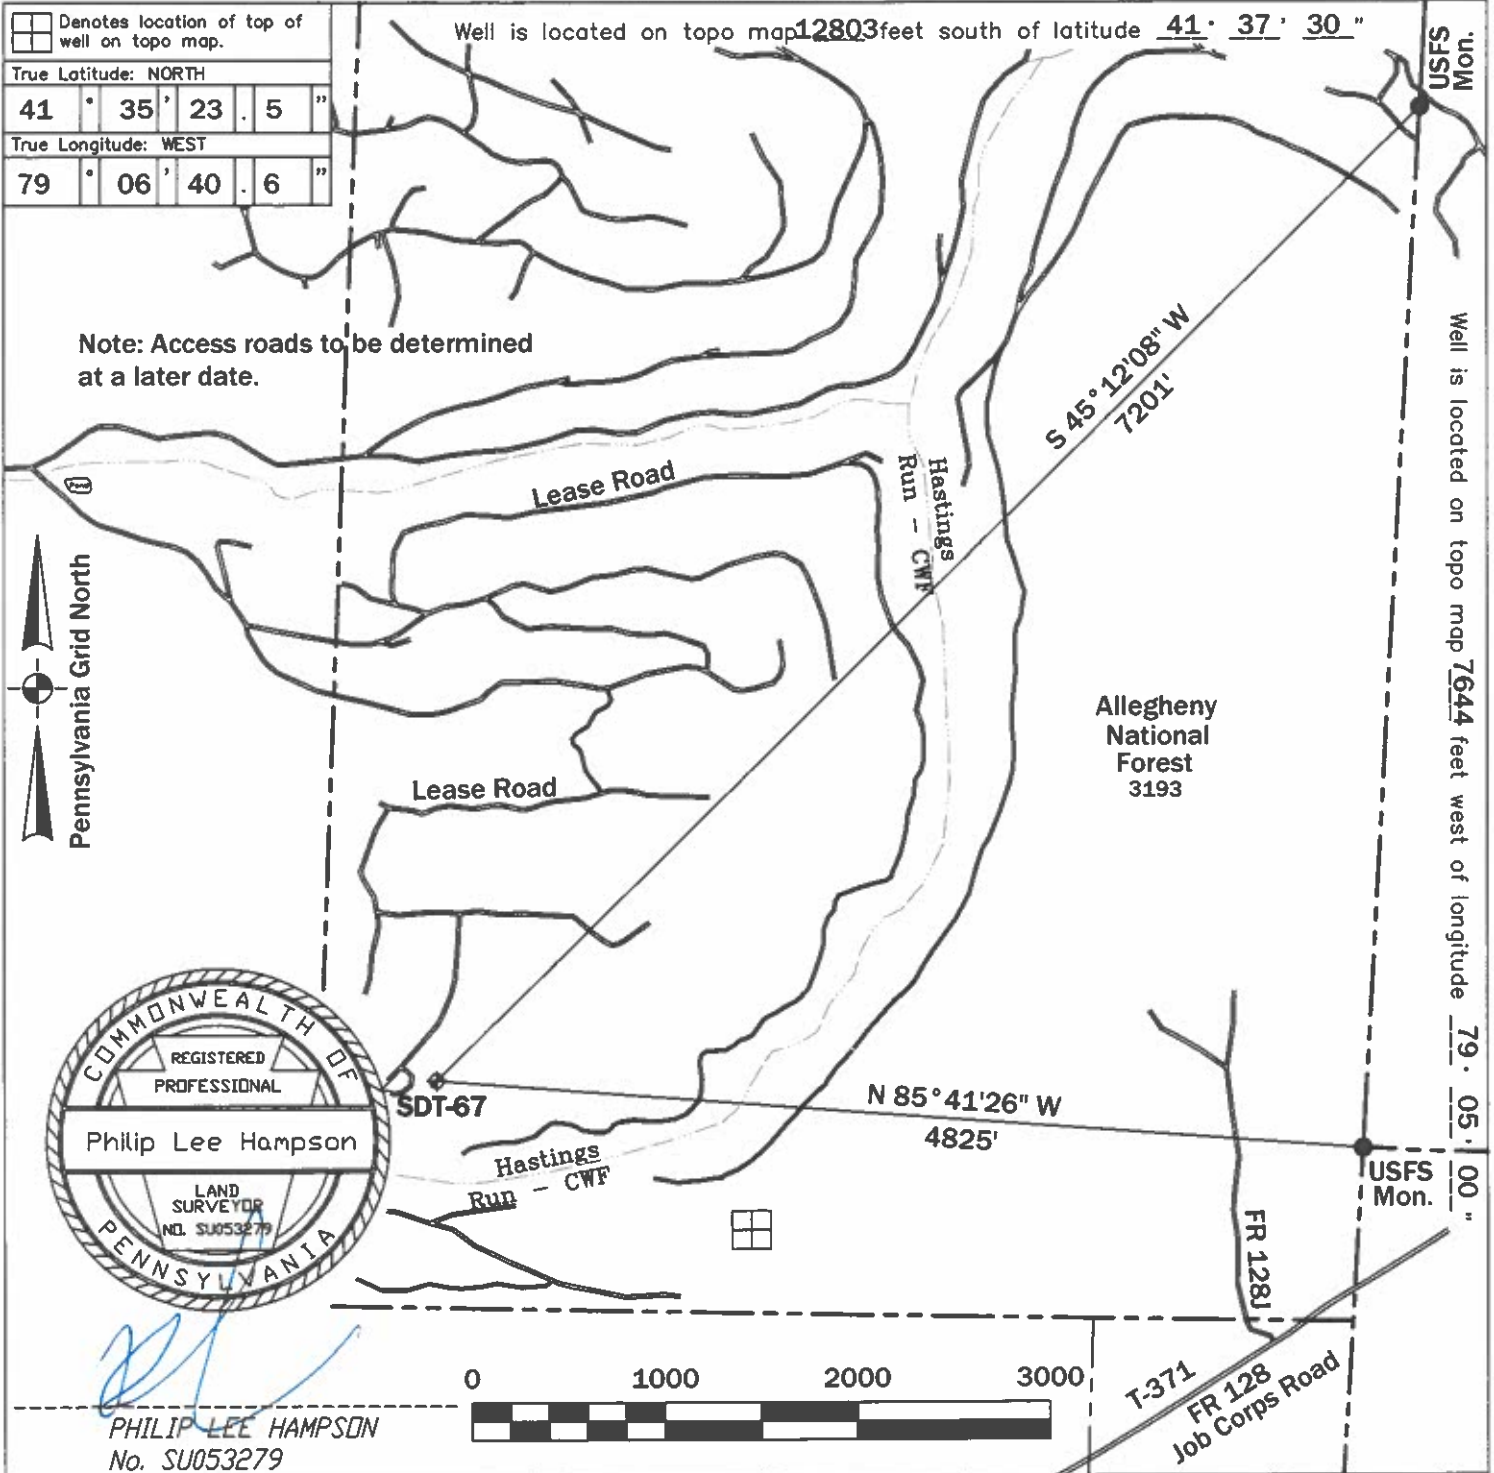 Denotes location of top of
well on topo map.
Well is located on topo map 12803 feet south of latitude 41° 37' 30"
True Latitude: NORTH
41 ° 35 ' 23 . 5 "
True Longitude: WEST
79 ° 06 ' 40 . 6 "
USFS
Mon.
Note: Access roads to be determined
at a later date.
S 45°12'08" W
7201'
Well is located on topo map 7644 feet west of longitude 79° 05' 00"
Lease Road
Hastings
Run - CWF
Pennsylvania Grid North
Allegheny
National
Forest
3193
Lease Road
SDT-67
N 85°41'26" W
4825'
USFS
Mon.
Hastings
Run - CWF
FR 128J
COMMONWEALTH OF
REGISTERED
PROFESSIONAL
Philip Lee Hampson
LAND
SURVEYOR
NO. SU053279
PENNSYLVANIA
0 1000 2000 3000
T-371
FR 128
Job Corps Road
PHILIP LEE HAMPSON
No. SU053279